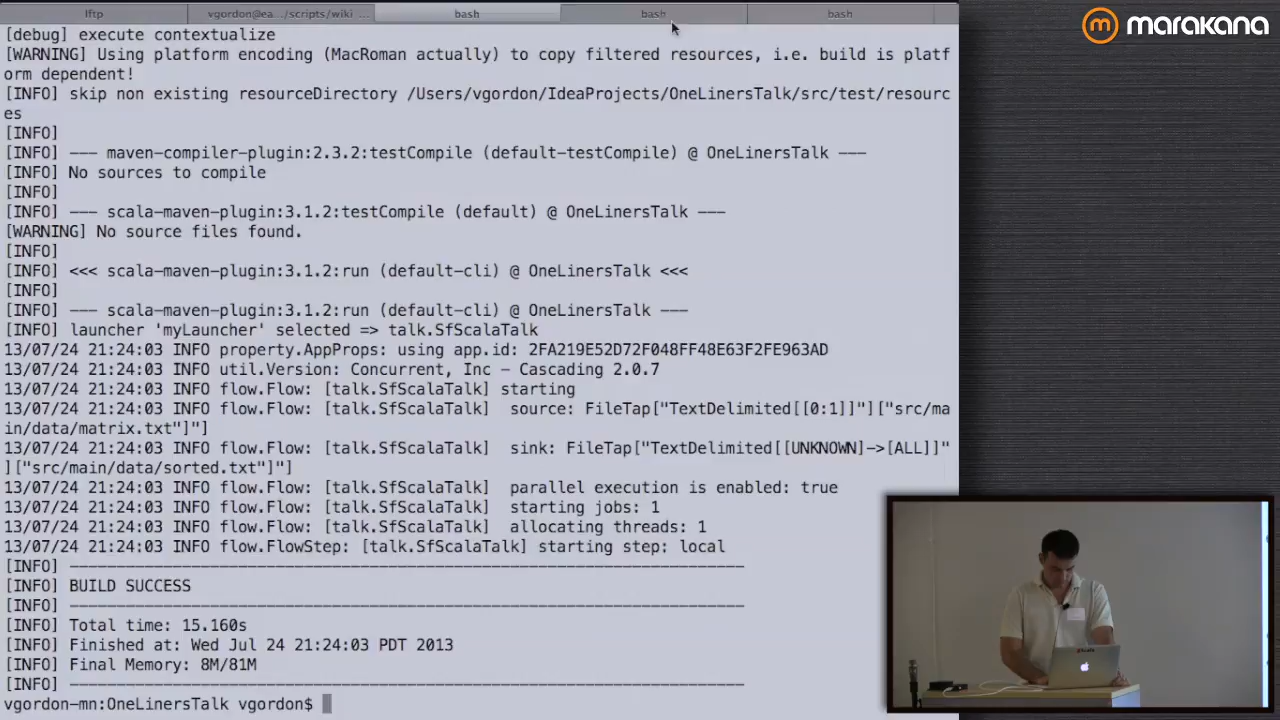 lftp
vgordon@ea.../scripts/wiki ...
bash
bash
bash
marakana
[debug] execute contextualize
[WARNING] Using platform encoding (MacRoman actually) to copy filtered resources, i.e. build is platf
orm dependent!
[INFO] skip non existing resourceDirectory /Users/vgordon/IdeaProjects/OneLinersTalk/src/test/resourc
es
[INFO]
[INFO] --- maven-compiler-plugin:2.3.2:testCompile (default-testCompile) @ OneLinersTalk ---
[INFO] No sources to compile
[INFO]
[INFO] --- scala-maven-plugin:3.1.2:testCompile (default) @ OneLinersTalk ---
[WARNING] No source files found.
[INFO]
[INFO] <<< scala-maven-plugin:3.1.2:run (default-cli) @ OneLinersTalk <<<
[INFO]
[INFO] --- scala-maven-plugin:3.1.2:run (default-cli) @ OneLinersTalk ---
[INFO] launcher 'myLauncher' selected => talk.SfScalaTalk
13/07/24 21:24:03 INFO property.AppProps: using app.id: 2FA219E52D72F048FF48E63F2FE963AD
13/07/24 21:24:03 INFO util.Version: Concurrent, Inc - Cascading 2.0.7
13/07/24 21:24:03 INFO flow.Flow: [talk.SfScalaTalk] starting
13/07/24 21:24:03 INFO flow.Flow: [talk.SfScalaTalk]  source: FileTap["TextDelimited[[0:1]]"]["src/ma
in/data/matrix.txt"]"]
13/07/24 21:24:03 INFO flow.Flow: [talk.SfScalaTalk]  sink: FileTap["TextDelimited[[UNKNOWN]->[ALL]]"
]["src/main/data/sorted.txt"]"]
13/07/24 21:24:03 INFO flow.Flow: [talk.SfScalaTalk]  parallel execution is enabled: true
13/07/24 21:24:03 INFO flow.Flow: [talk.SfScalaTalk]  starting jobs: 1
13/07/24 21:24:03 INFO flow.Flow: [talk.SfScalaTalk]  allocating threads: 1
13/07/24 21:24:03 INFO flow.FlowStep: [talk.SfScalaTalk] starting step: local
[INFO] ------------------------------------------------------------------------
[INFO] BUILD SUCCESS
[INFO] ------------------------------------------------------------------------
[INFO] Total time: 15.160s
[INFO] Finished at: Wed Jul 24 21:24:03 PDT 2013
[INFO] Final Memory: 8M/81M
[INFO] ------------------------------------------------------------------------
vgordon-mn:OneLinersTalk vgordon$